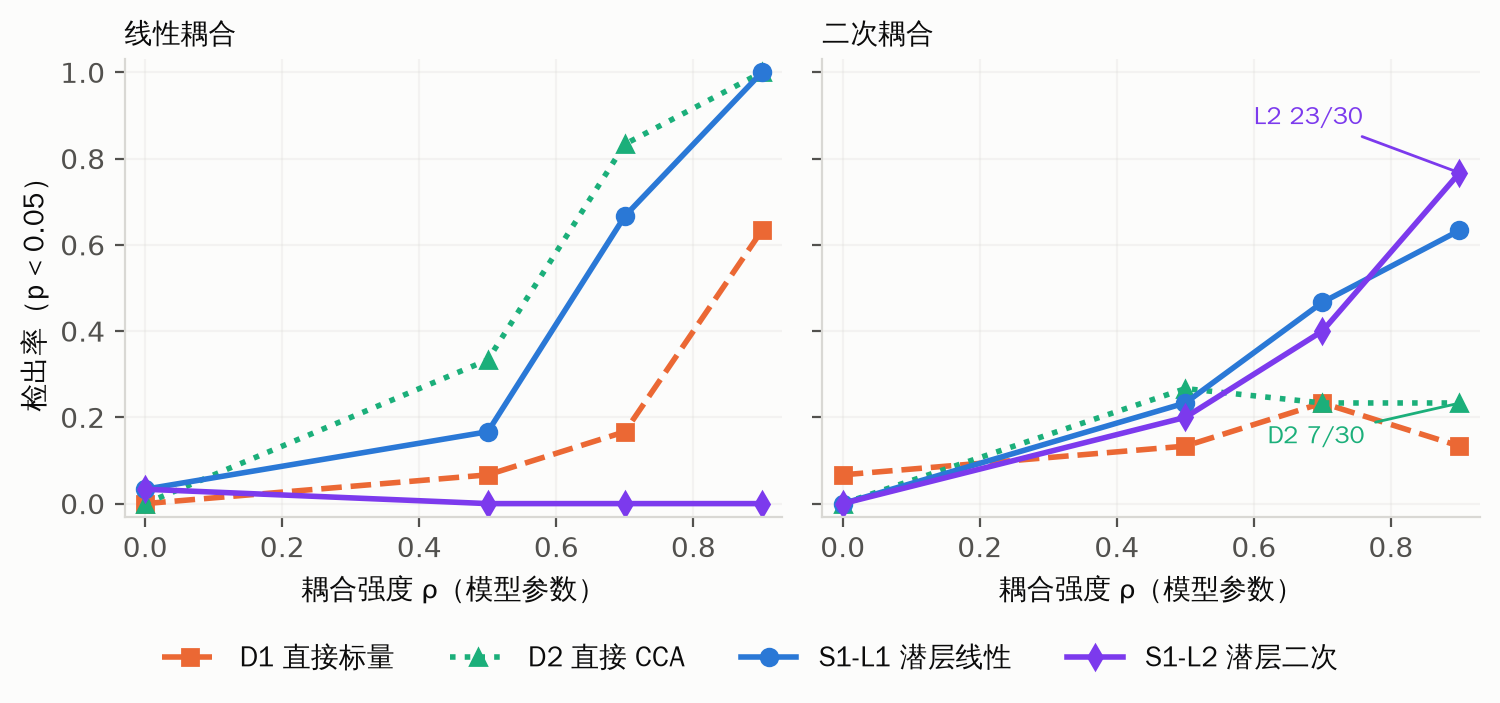 线性耦合
二次耦合
检出率（p < 0.05）
1.0
0.8
0.6
0.4
0.2
0.0
0.0 0.2 0.4 0.6 0.8
耦合强度 ρ（模型参数）
L2 23/30
D2 7/30
0.0 0.2 0.4 0.6 0.8
耦合强度 ρ（模型参数）
D1 直接标量 D2 直接 CCA S1-L1 潜层线性 S1-L2 潜层二次